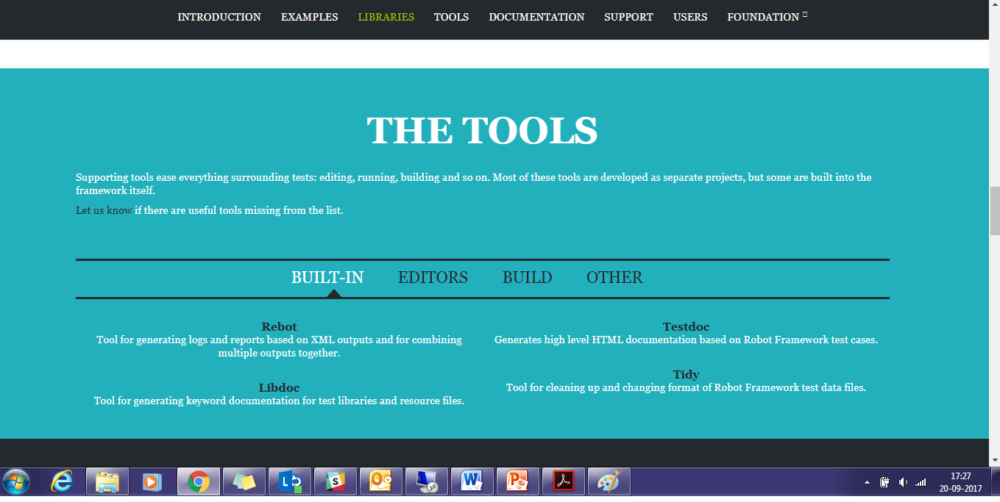 INTRODUCTION EXAMPLES LIBRARIES TOOLS DOCUMENTATION SUPPORT USERS FOUNDATION
THE TOOLS
Supporting tools ease everything surrounding tests: editing, running, building and so on. Most of these tools are developed as separate projects, but some are built into the
framework itself.
Let us know if there are useful tools missing from the list.
BUILT-IN EDITORS BUILD OTHER
Rebot
Tool for generating logs and reports based on XML outputs and for combining
multiple outputs together.
Libdoc
Tool for generating keyword documentation for test libraries and resource files.
Testdoc
Generates high level HTML documentation based on Robot Framework test cases.
Tidy
Tool for cleaning up and changing format of Robot Framework test data files.
17:27
20-09-2017